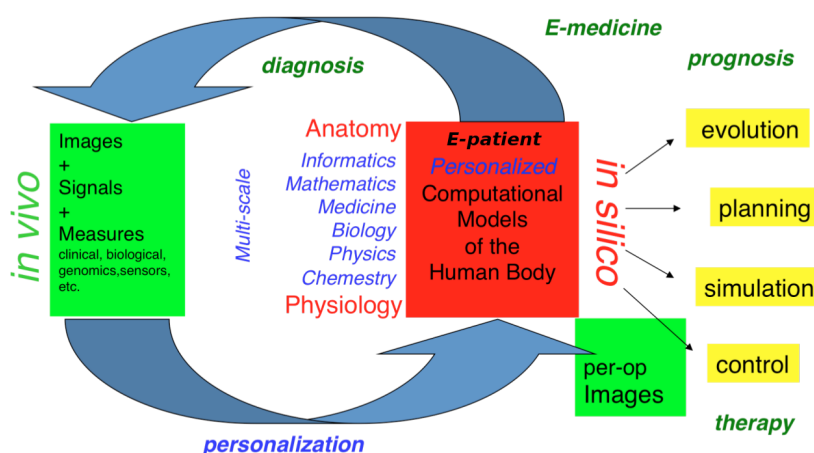 E-medicine
diagnosis
prognosis
in vivo
Images
+
Signals
+
Measures
clinical, biological,
genomics,sensors,
etc.
Multi-scale
Anatomy
Informatics
Mathematics
Medicine
Biology
Physics
Chemestry
Physiology
E-patient
Personalized
Computational
Models
of the
Human Body
in silico
evolution
planning
simulation
control
per-op
Images
therapy
personalization